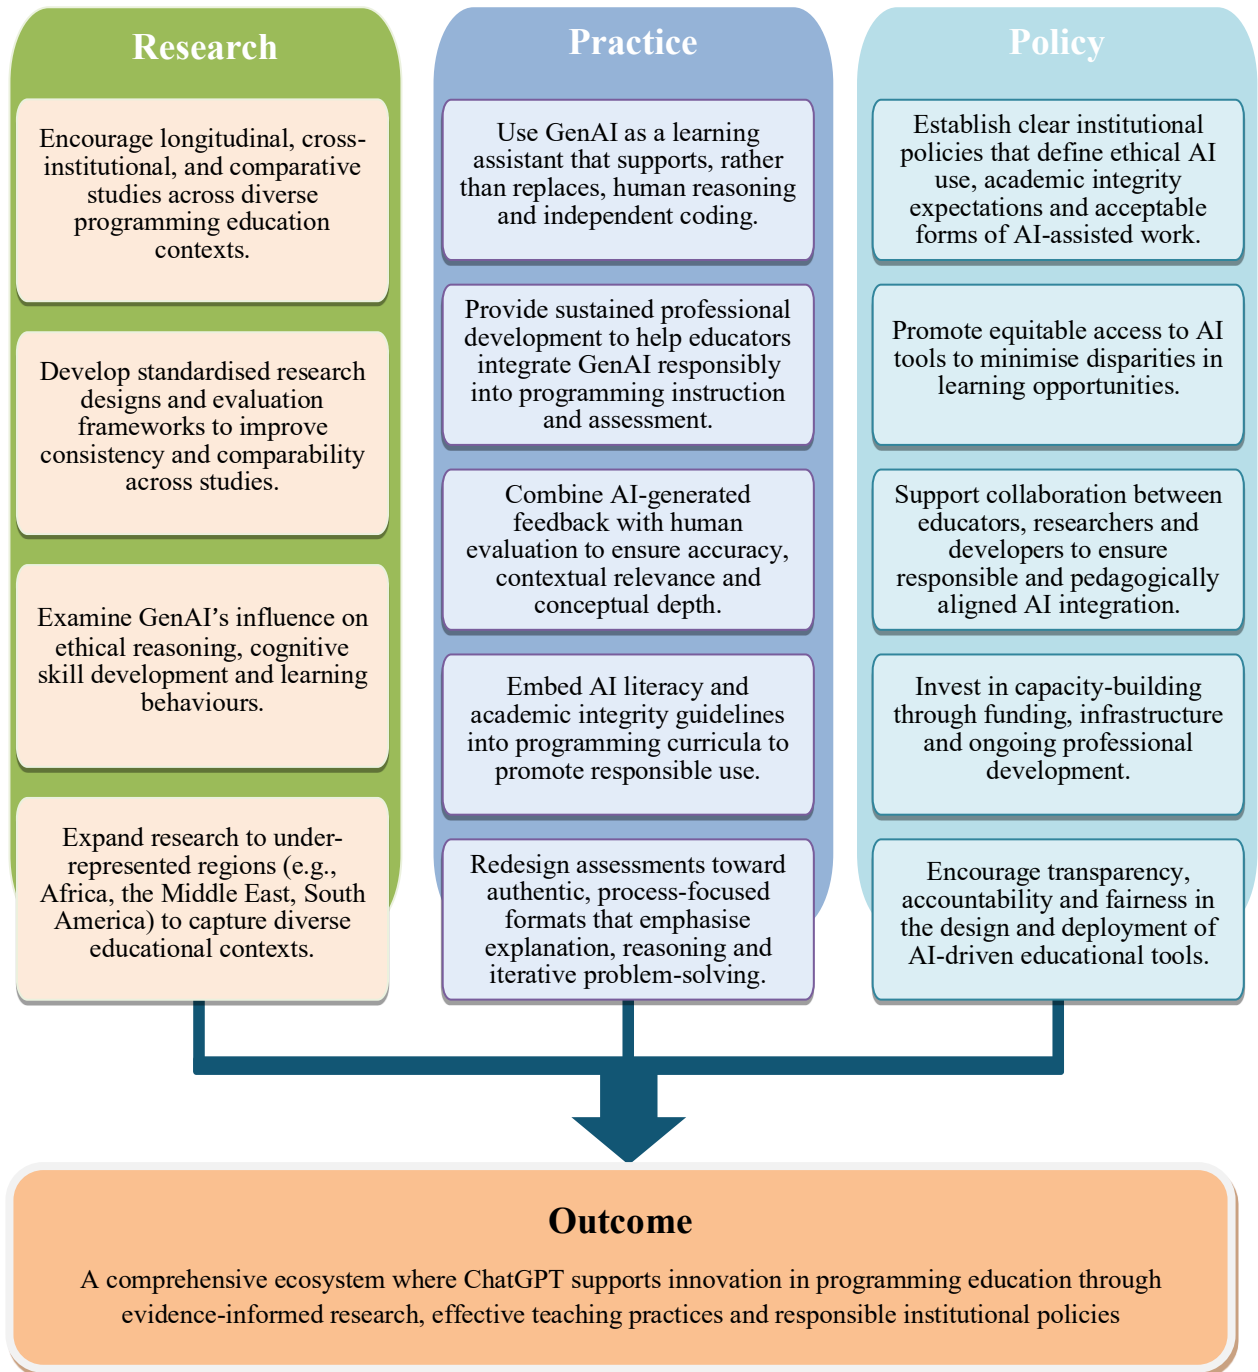 Research
Encourage longitudinal, cross-
institutional, and comparative
studies across diverse
programming education
contexts.
Develop standardised research
designs and evaluation
frameworks to improve
consistency and comparability
across studies.
Examine GenAI’s influence on
ethical reasoning, cognitive
skill development and learning
behaviours.
Expand research to under-
represented regions (e.g.,
Africa, the Middle East, South
America) to capture diverse
educational contexts.
Practice
Use GenAI as a learning
assistant that supports, rather
than replaces, human reasoning
and independent coding.
Provide sustained professional
development to help educators
integrate GenAI responsibly
into programming instruction
and assessment.
Combine AI-generated
feedback with human
evaluation to ensure accuracy,
contextual relevance and
conceptual depth.
Embed AI literacy and
academic integrity guidelines
into programming curricula to
promote responsible use.
Redesign assessments toward
authentic, process-focused
formats that emphasise
explanation, reasoning and
iterative problem-solving.
Policy
Establish clear institutional
policies that define ethical AI
use, academic integrity
expectations and acceptable
forms of AI-assisted work.
Promote equitable access to AI
tools to minimise disparities in
learning opportunities.
Support collaboration between
educators, researchers and
developers to ensure
responsible and pedagogically
aligned AI integration.
Invest in capacity-building
through funding, infrastructure
and ongoing professional
development.
Encourage transparency,
accountability and fairness in
the design and deployment of
AI-driven educational tools.
Outcome
A comprehensive ecosystem where ChatGPT supports innovation in programming education through
evidence-informed research, effective teaching practices and responsible institutional policies